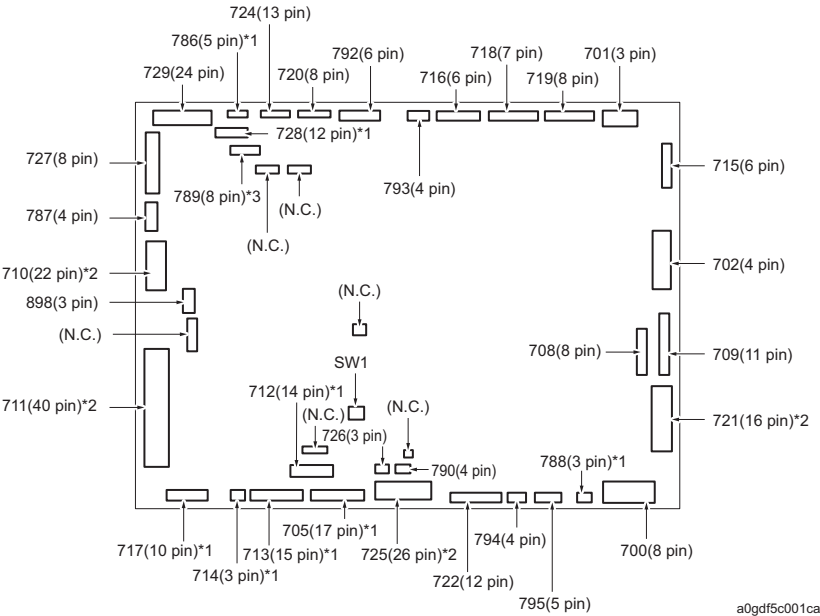 724(13 pin)
786(5 pin)*1
792(6 pin)
718(7 pin)
701(3 pin)
729(24 pin)
720(8 pin)
716(6 pin)
719(8 pin)
728(12 pin)*1
727(8 pin)
715(6 pin)
789(8 pin)*3
793(4 pin)
(N.C.)
787(4 pin)
(N.C.)
702(4 pin)
710(22 pin)*2
(N.C.)
898(3 pin)
(N.C.)
708(8 pin)
709(11 pin)
SW1
712(14 pin)*1
711(40 pin)*2
(N.C.)
(N.C.)
721(16 pin)*2
726(3 pin)
788(3 pin)*1
790(4 pin)
705(17 pin)*1
794(4 pin)
717(10 pin)*1
713(15 pin)*1
725(26 pin)*2
700(8 pin)
714(3 pin)*1
722(12 pin)
795(5 pin)
a0gdf5c001ca